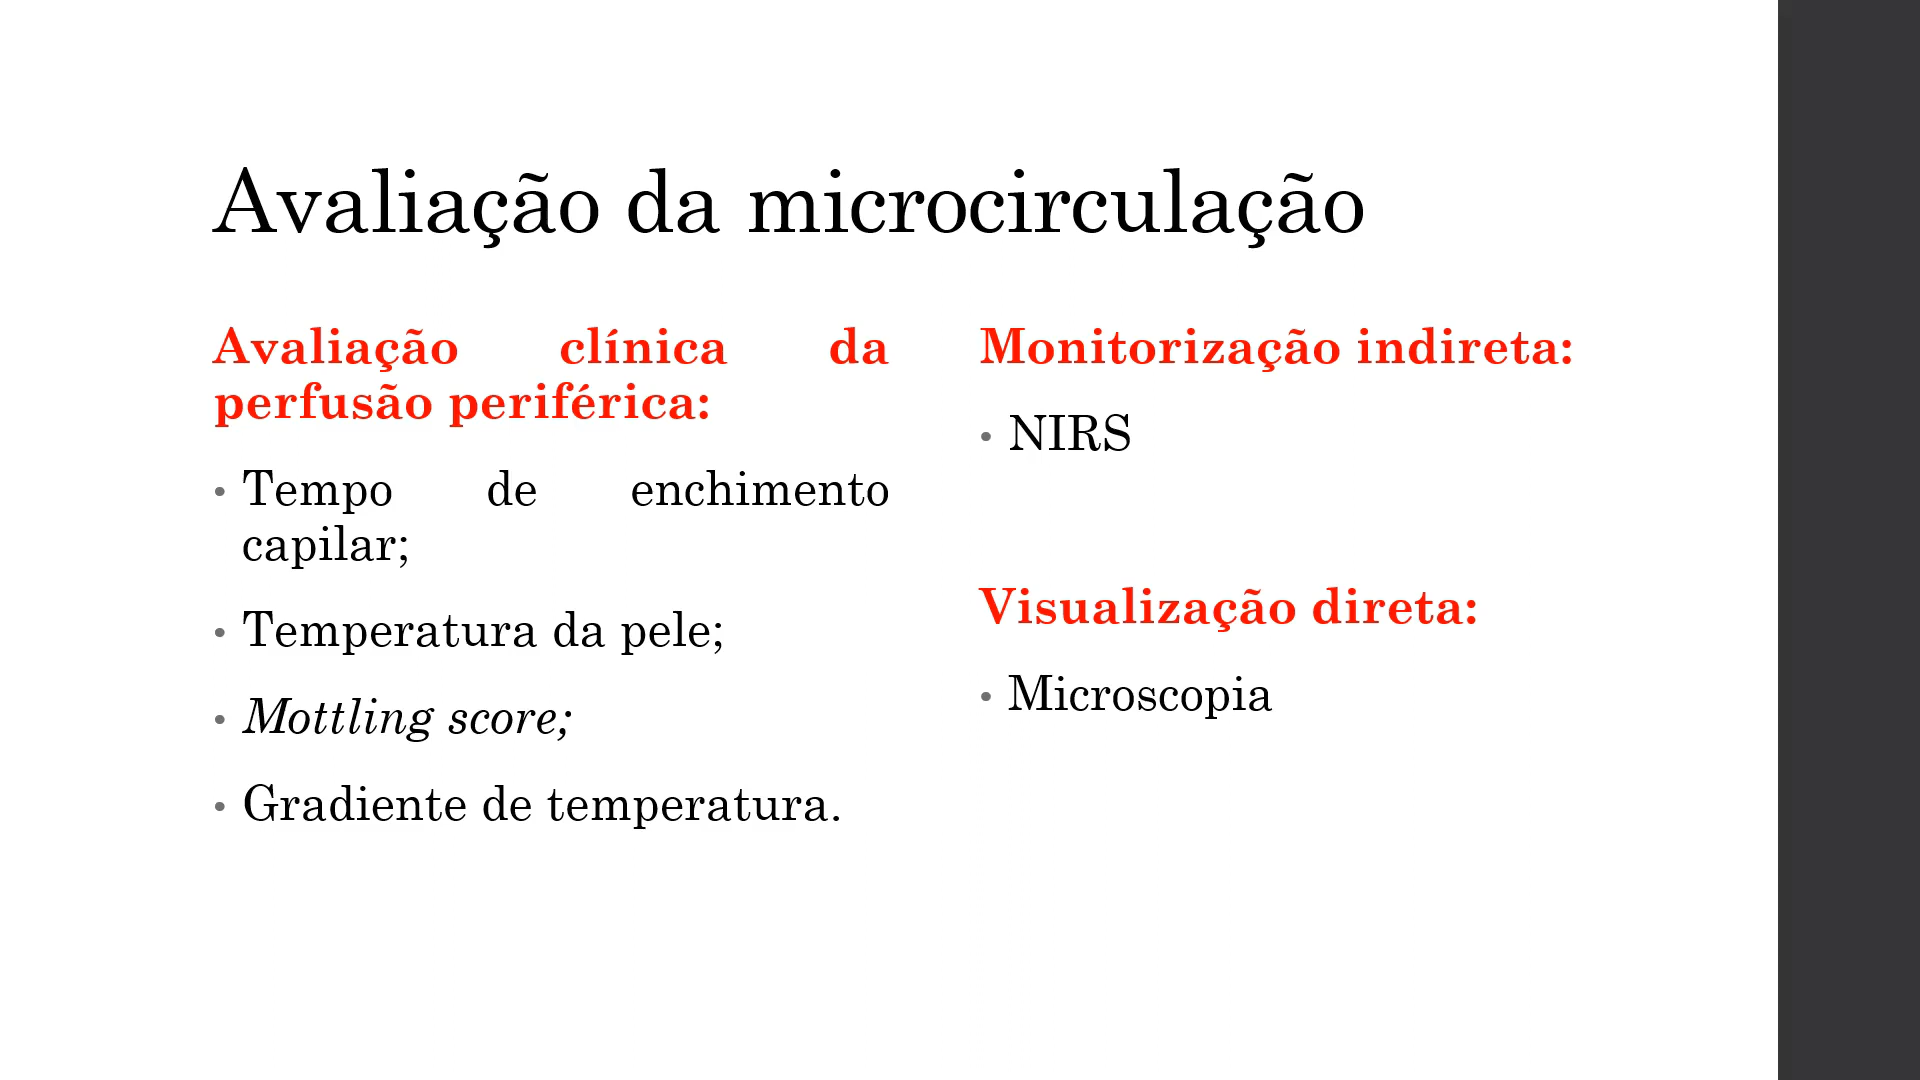 Avaliação da microcirculação
Avaliação clínica da
perfusão periférica:
• Tempo de enchimento
capilar;
• Temperatura da pele;
• Mottling score;
• Gradiente de temperatura.
Monitorização indireta:
• NIRS
Visualização direta:
• Microscopia